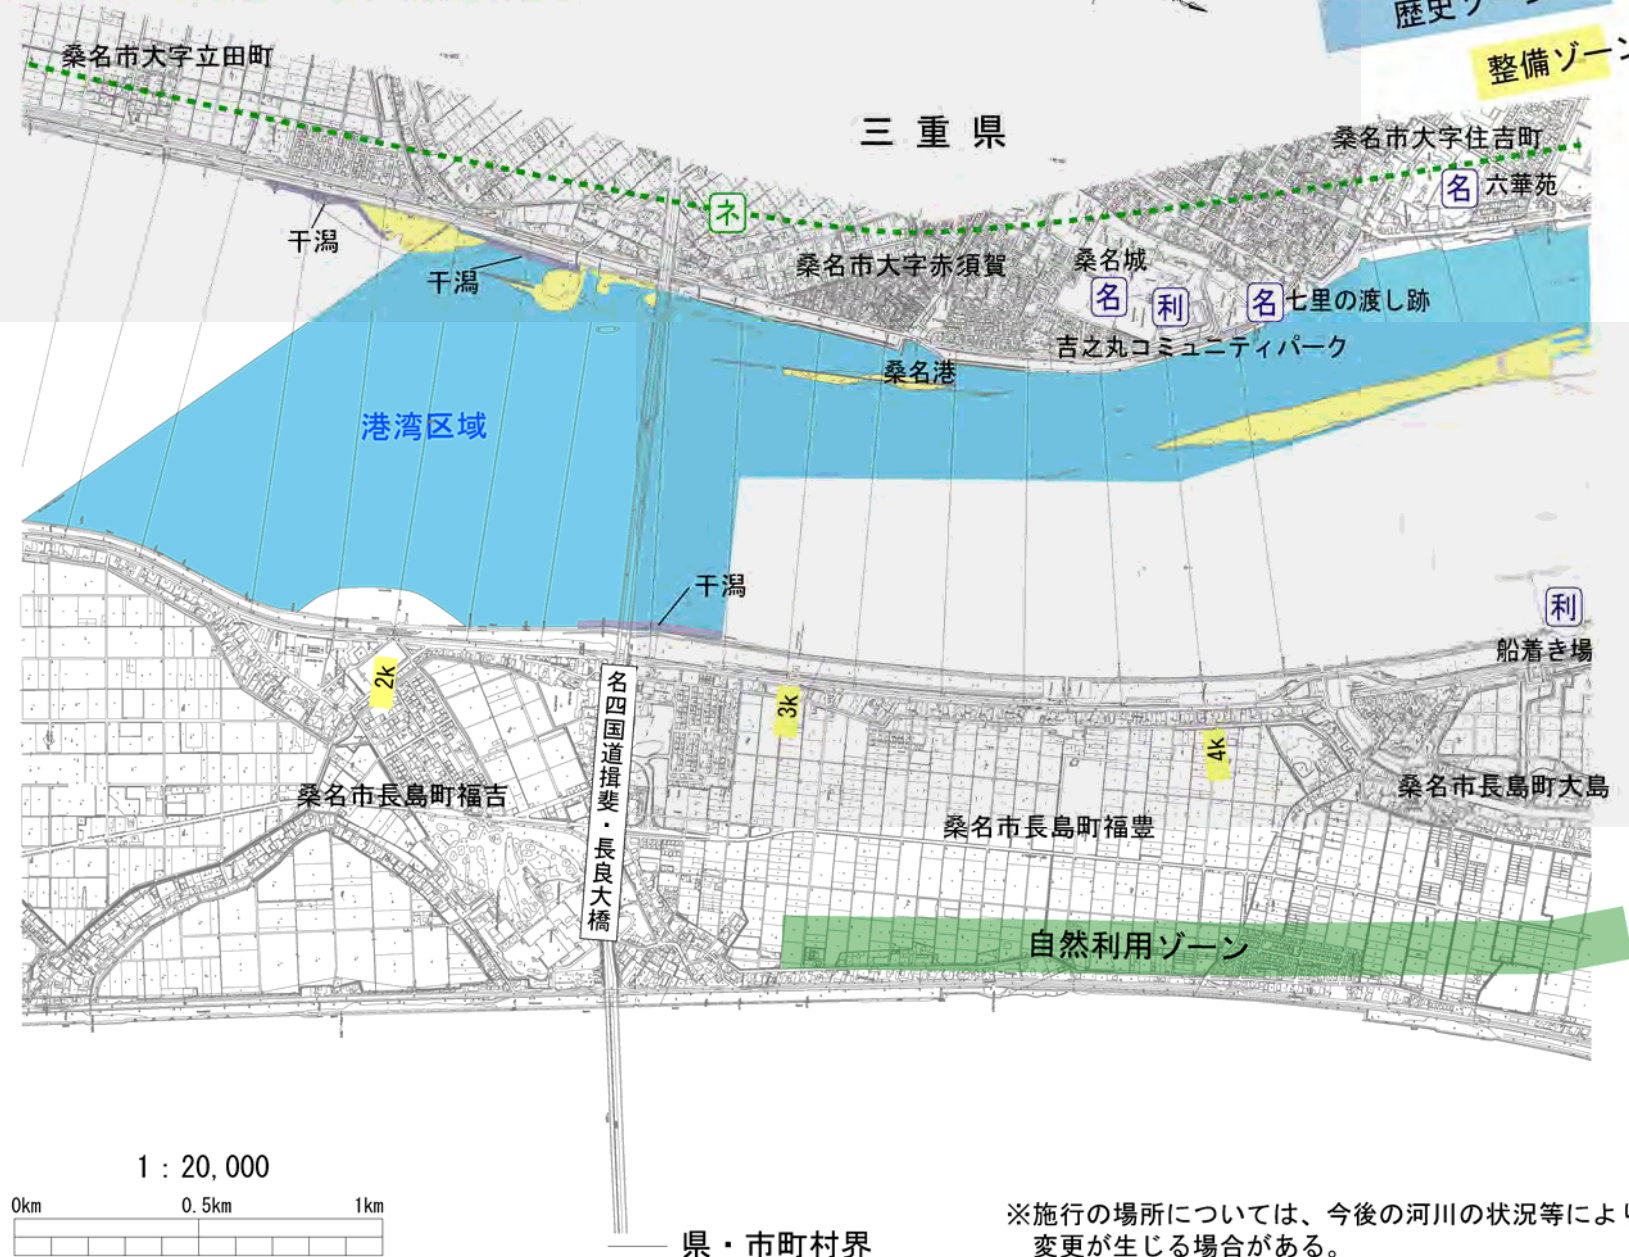 歴史ゾーン
整備ゾーン
桑名市大字立田町
三重県
桑名市大字住吉町
名 六華苑
ネ
干潟
干潟
桑名市大字赤須賀
桑名城
名
利
名 七里の渡し跡
吉之丸コミュニティパーク
桑名港
港湾区域
干潟
利
船着き場
2k
3k
4k
名四国道揖斐・長良大橋
桑名市長島町福吉
桑名市長島町福豊
桑名市長島町大島
自然利用ゾーン
1：20,000
0km 0.5km 1km
県・市町村界
※施行の場所については、今後の河川の状況等により
変更が生じる場合がある。